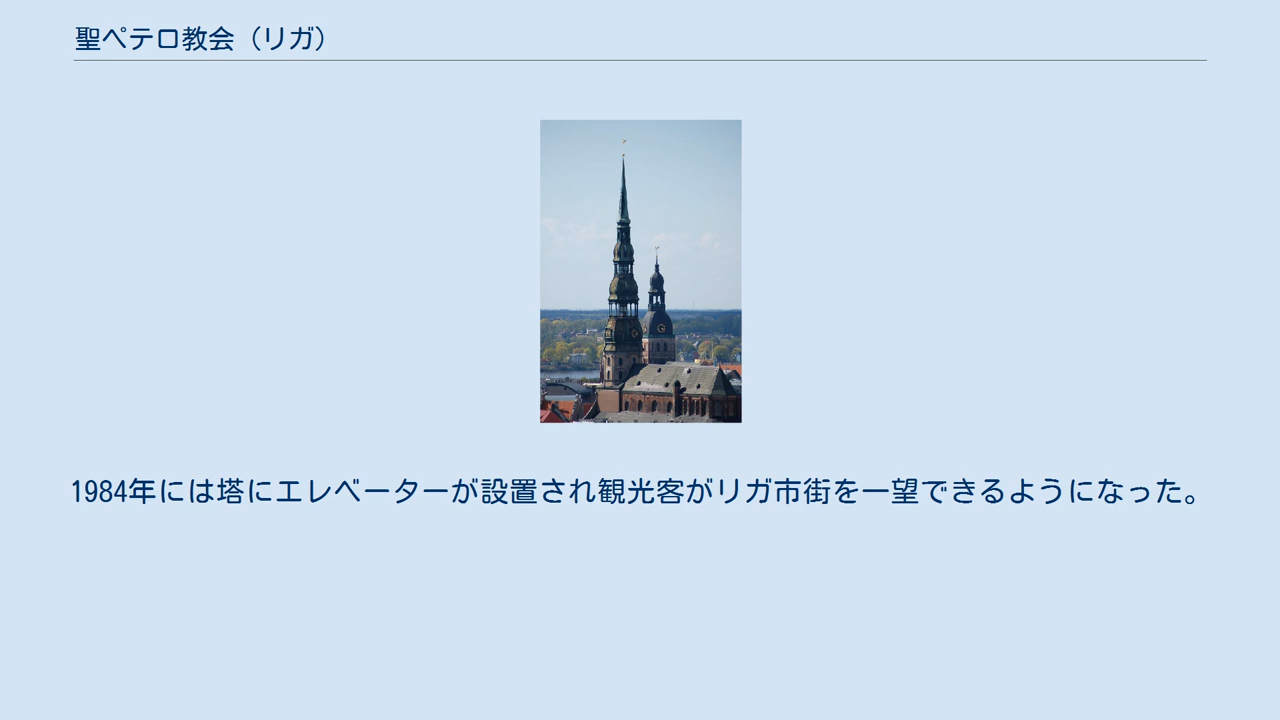 聖ペテロ教会（リガ）
1984年には塔にエレベーターが設置され観光客がリガ市街を一望できるようになった。